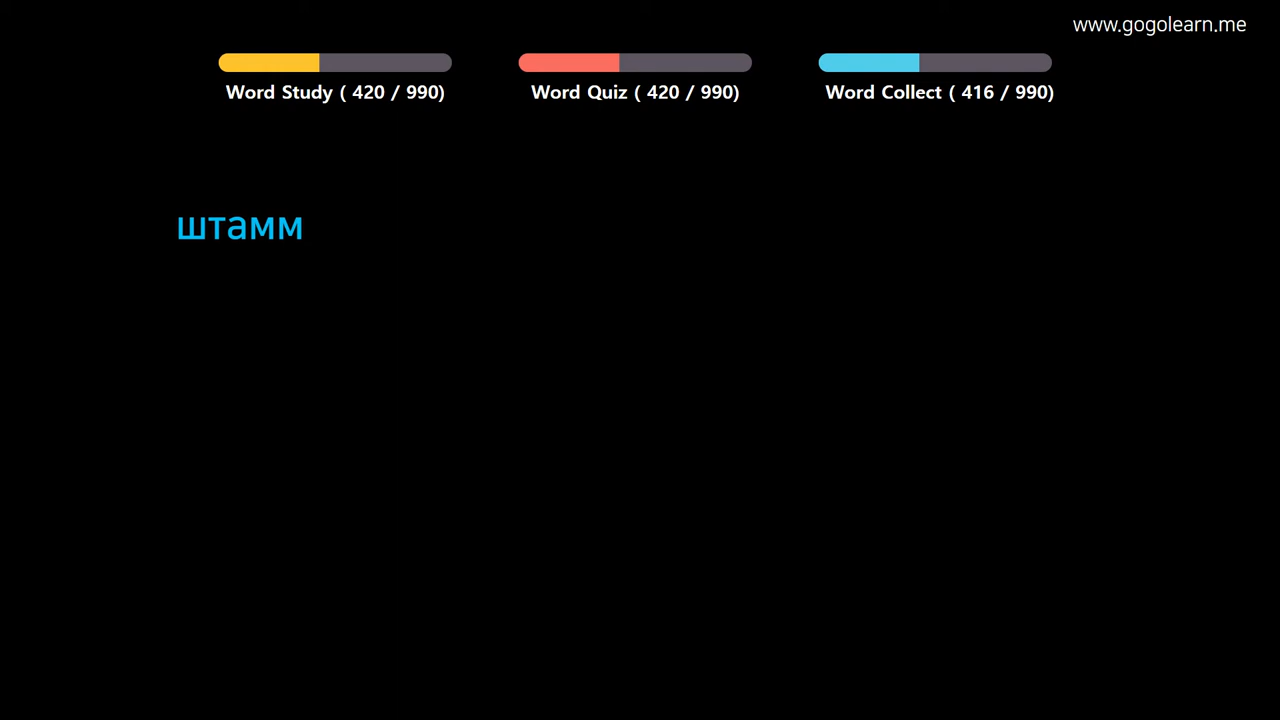 www.gogolearn.me
Word Study ( 420 / 990)
Word Quiz ( 420 / 990)
Word Collect ( 416 / 990)
штамм